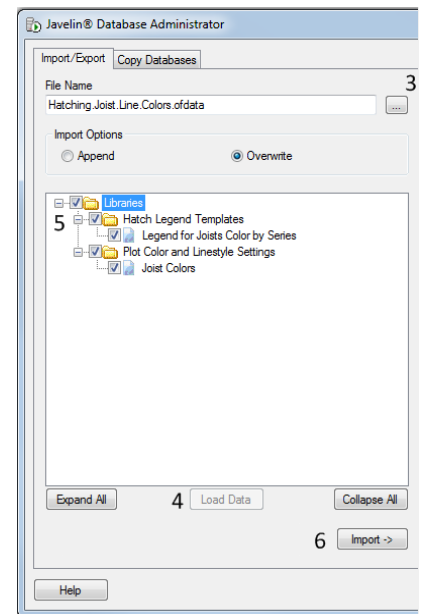 Javelin® Database Administrator
Import/Export Copy Databases
File Name 3
Hatching.Joist.Line.Colors.ofdata ...
Import Options
Append Overwrite
Libraries
5 Hatch Legend Templates
Legend for Joists Color by Series
Plot Color and Linestyle Settings
Joist Colors
Expand All 4 Load Data Collapse All
6 Import ->
Help